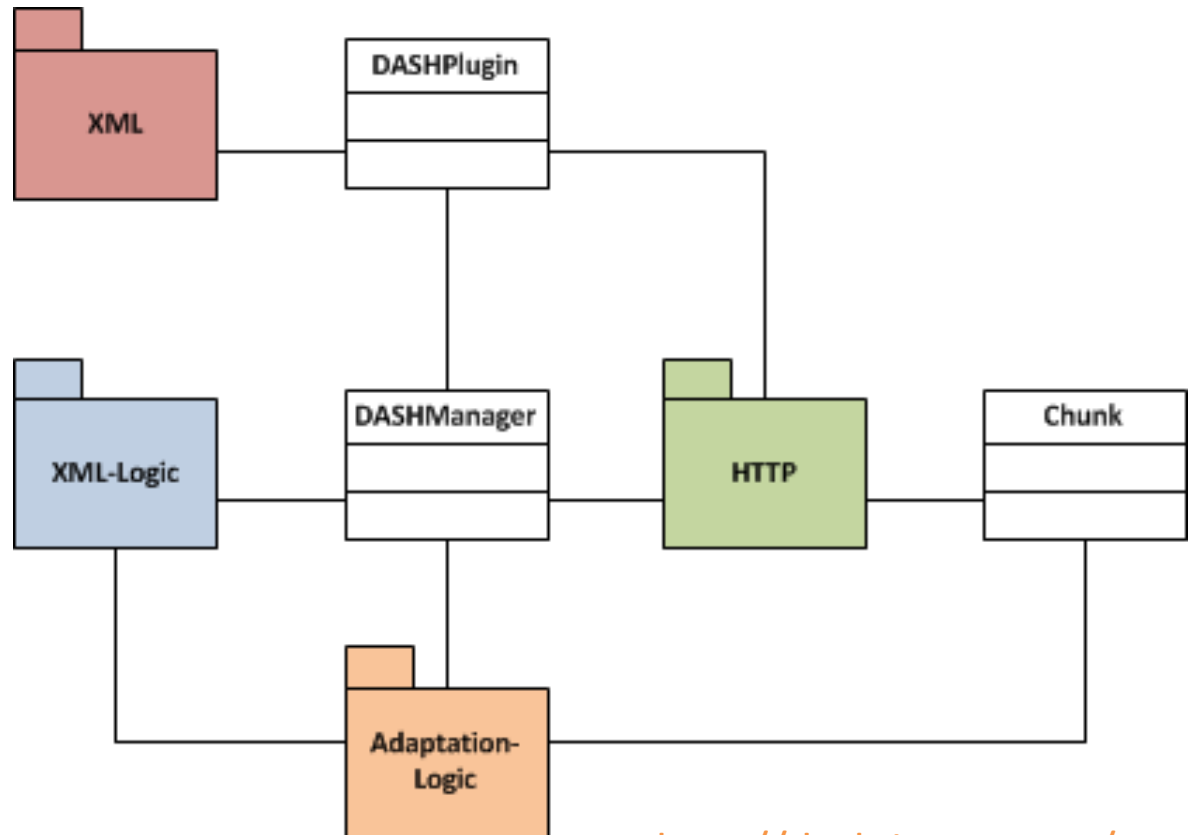 XML
DASHPlugin
XML-Logic
DASHManager
HTTP
Chunk
Adaptation-
Logic